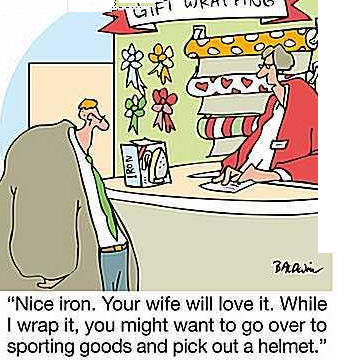 GIFT WRAPPING
IRON
BALDWIN
"Nice iron. Your wife will love it. While
I wrap it, you might want to go over to
sporting goods and pick out a helmet."